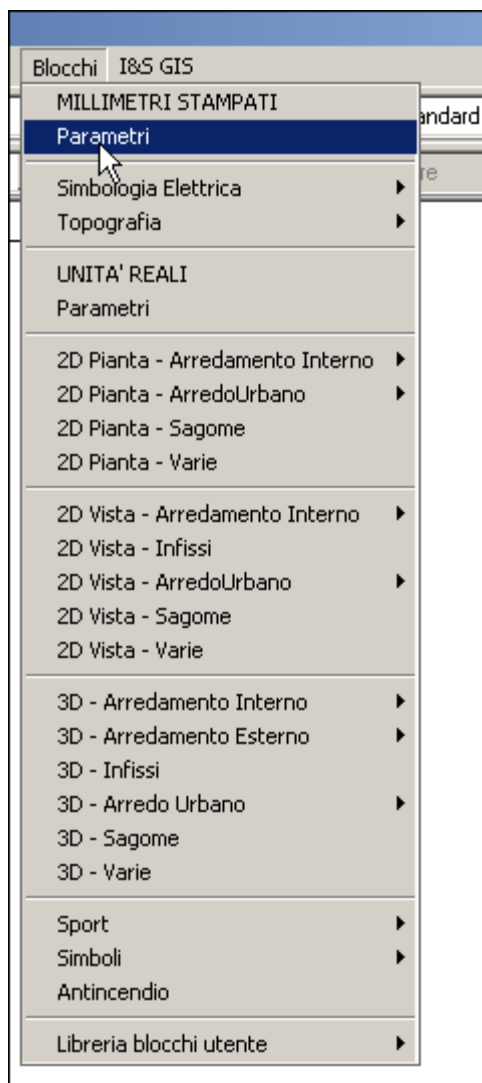 Blocchi I&S GIS
MILLIMETRI STAMPATI
andard
Parametri
re
Simbologia Elettrica
Topografia
UNITA' REALI
Parametri
2D Pianta - Arredamento Interno
2D Pianta - ArredoUrbano
2D Pianta - Sagome
2D Pianta - Varie
2D Vista - Arredamento Interno
2D Vista - Infissi
2D Vista - ArredoUrbano
2D Vista - Sagome
2D Vista - Varie
3D - Arredamento Interno
3D - Arredamento Esterno
3D - Infissi
3D - Arredo Urbano
3D - Sagome
3D - Varie
Sport
Simboli
Antincendio
Libreria blocchi utente